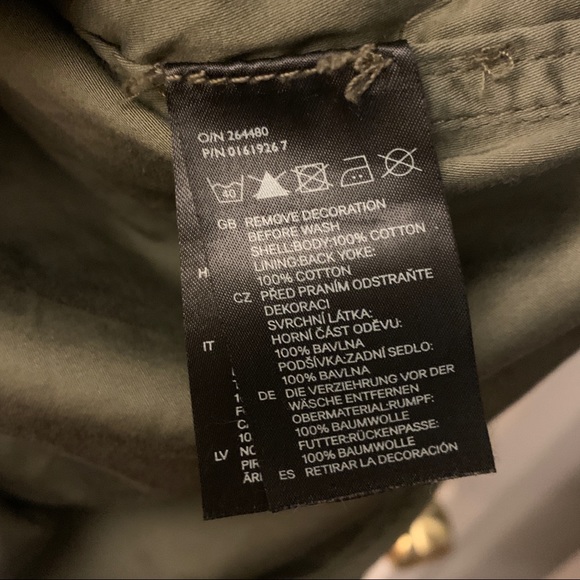 O/N 264480
P/N 0161926 7
40
GB REMOVE DECORATION
BEFORE WASH
SHELL:BODY:100% COTTON
LINING:BACK YOKE:
100% COTTON
CZ PŘED PRANÍM ODSTRAŇTE
DEKORACI
SVRCHNÍ LÁTKA:
HORNÍ ČÁST ODĚVU:
100% BAVLNA
PODŠÍVKA:ZADNÍ SEDLO:
100% BAVLNA
DE DIE VERZIEHRUNG VOR DER
WÄSCHE ENTFERNEN
OBERMATERIAL:RUMPF:
100% BAUMWOLLE
FUTTER:RÜCKENPASSE:
100% BAUMWOLLE
ES RETIRAR LA DECORACIÓN
IT
LV